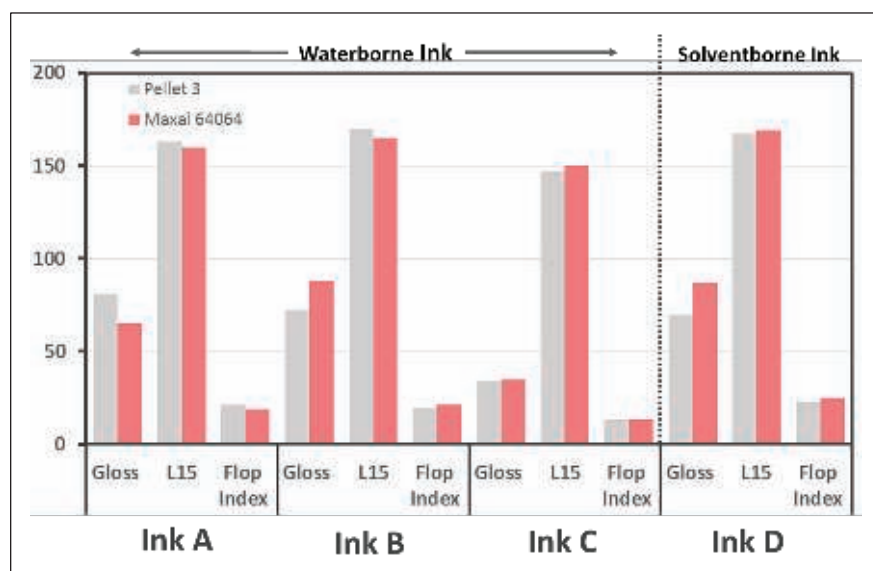 Waterborne Ink
Solventborne Ink
200
Pellet 3
Maxal 64064
150
100
50
0
Gloss L15 Flop Index Gloss L15 Flop Index Gloss L15 Flop Index Gloss L15 Flop Index
Ink A Ink B Ink C Ink D